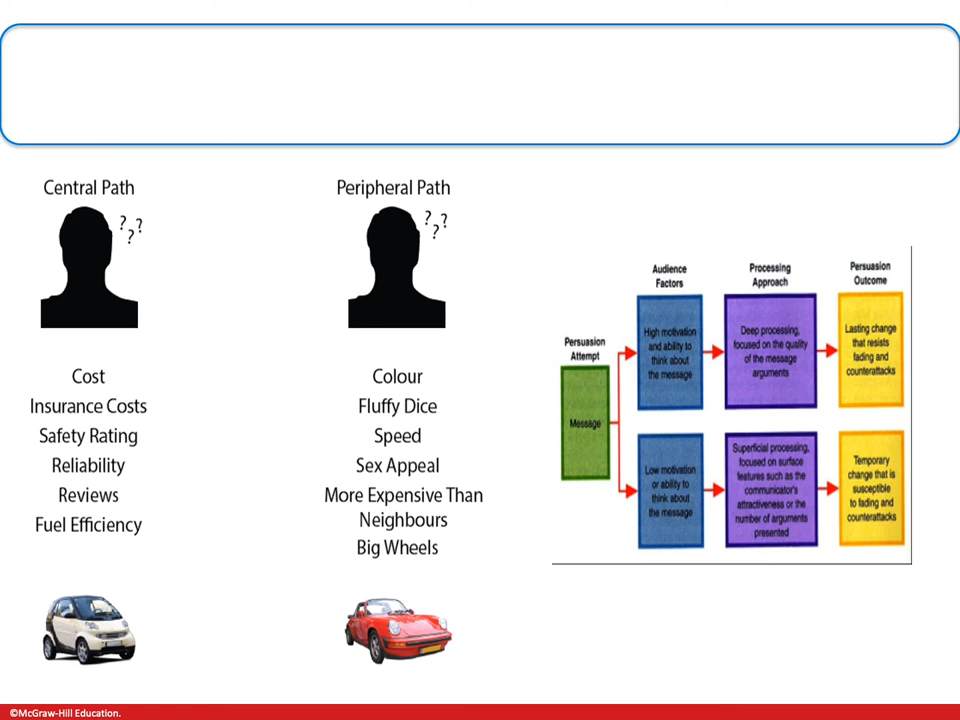 Central Path
???
Cost
Insurance Costs
Safety Rating
Reliability
Reviews
Fuel Efficiency
Peripheral Path
???
Colour
Fluffy Dice
Speed
Sex Appeal
More Expensive Than
Neighbours
Big Wheels
Persuasion
Attempt
Message
Audience
Factors
High motivation
and ability to
think about
the message
Low motivation
or ability to
think about
the message
Processing
Approach
Deep processing,
focused on the quality
of the message
arguments
Superficial processing,
focused on surface
features such as the
communicator's
attractiveness or the
number of arguments
presented
Persuasion
Outcome
Lasting change
that resists
fading and
counterattacks
Temporary
change that is
susceptible
to fading and
counterattacks
©McGraw-Hill Education.